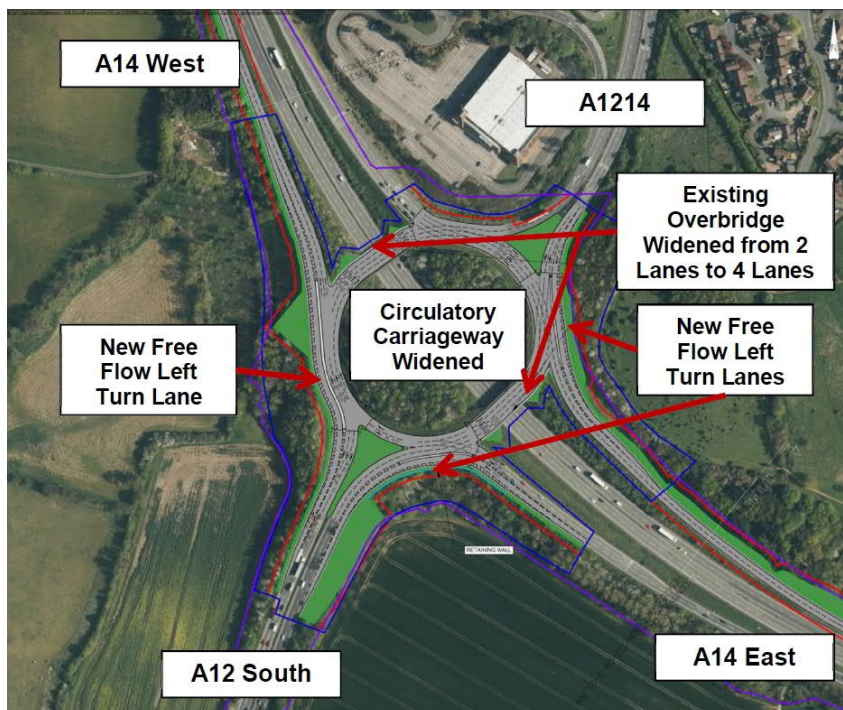 A14 West
A1214
Existing
Overbridge
Widened from 2
Lanes to 4 Lanes
Circulatory
Carriageway
Widened
New Free
Flow Left
Turn Lane
New Free
Flow Left
Turn Lanes
RETAINING WALL
A12 South
A14 East